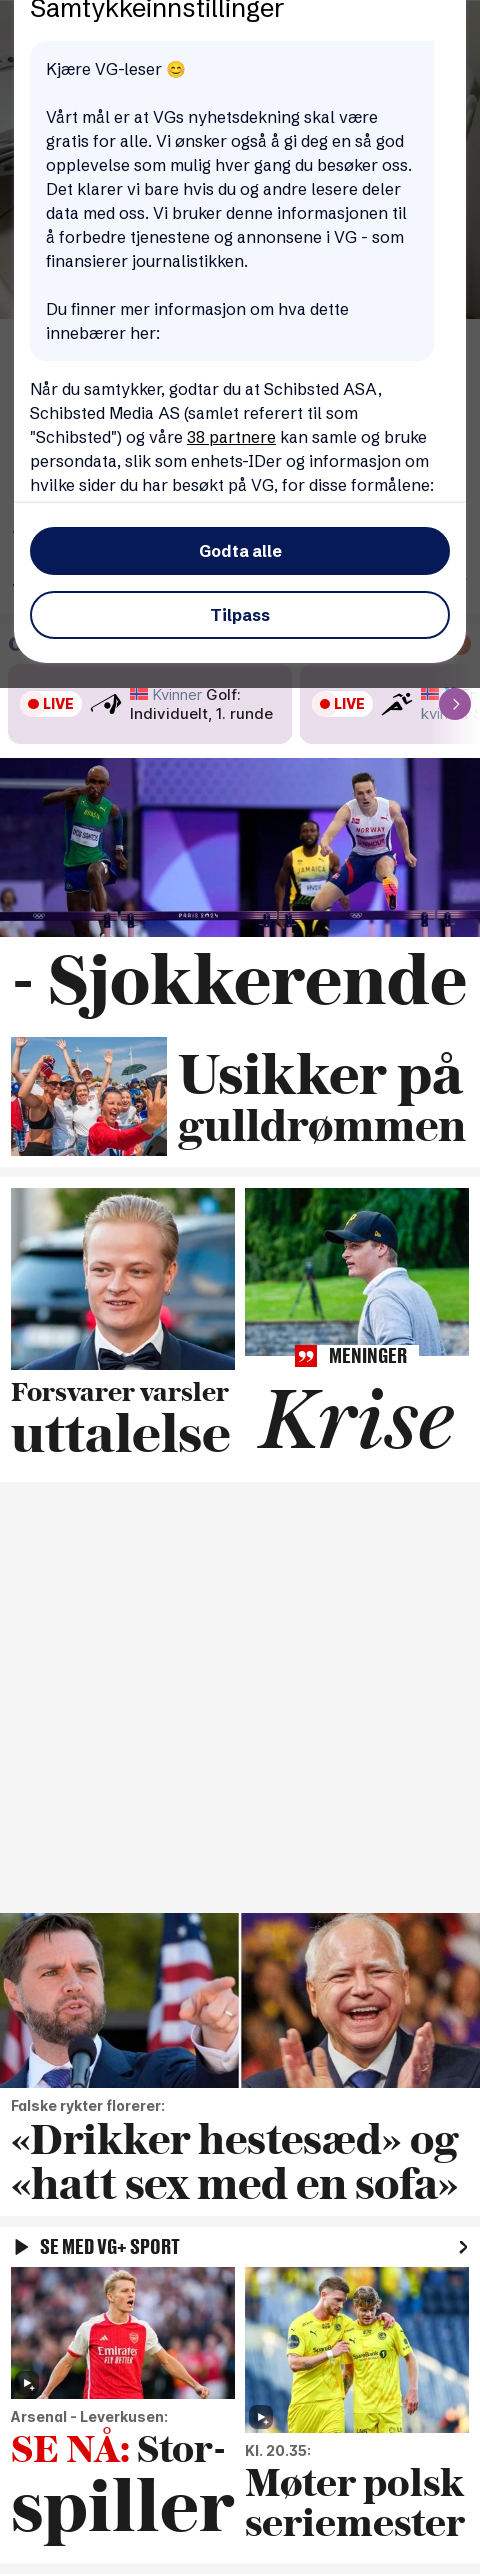 Samtykkeinnstillinger
Kjære VG-leser 😊
Vårt mål er at VGs nyhetsdekning skal være
gratis for alle. Vi ønsker også å gi deg en så god
opplevelse som mulig hver gang du besøker oss.
Det klarer vi bare hvis du og andre lesere deler
data med oss. Vi bruker denne informasjonen til
å forbedre tjenestene og annonsene i VG - som
finansierer journalistikken.
Du finner mer informasjon om hva dette
innebærer her:
Når du samtykker, godtar du at Schibsted ASA,
Schibsted Media AS (samlet referert til som
"Schibsted") og våre 38 partnere kan samle og bruke
persondata, slik som enhets-IDer og informasjon om
hvilke sider du har besøkt på VG, for disse formålene:
Godta alle
Tilpass
LIVE
Kvinner Golf:
Individuelt, 1. runde
LIVE
BRASIL
JAMAICA
NORWAY
PARIS 2024
- Sjokkerende
Usikker på
gulldrømmen
Forsvarer varsler
uttalelse
MENINGER
Krise
Falske rykter florerer:
«Drikker hestesæd» og
«hatt sex med en sofa»
SE MED VG+ SPORT
Emirates
FLY BETTER
Arsenal - Leverkusen:
SE NÅ: Stor-
spiller
Kl. 20.35:
Møter polsk
seriemester